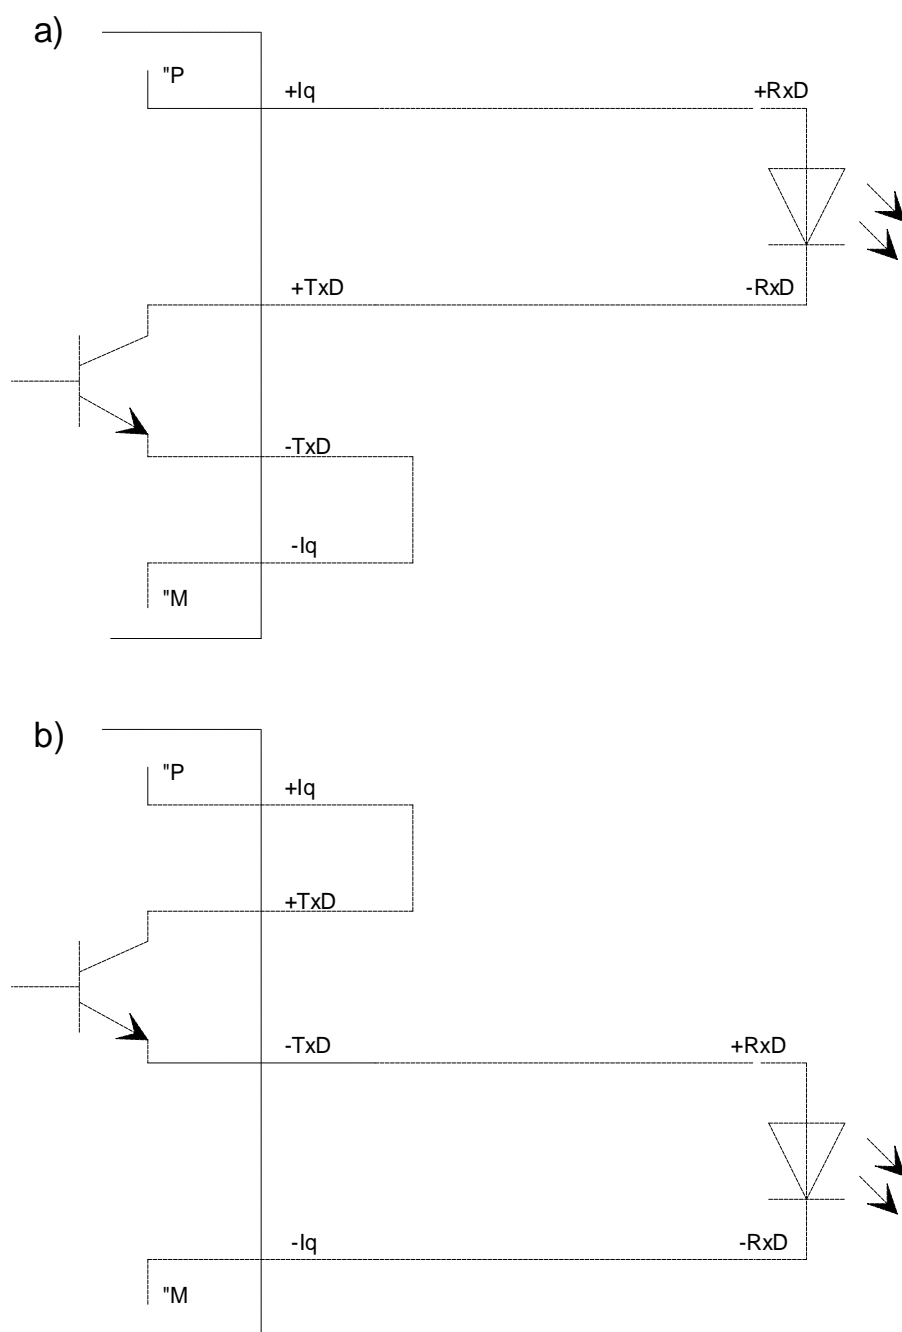 a)
"P
+Iq +RxD
+TxD -RxD
-TxD
-Iq
"M
b)
"P
+Iq
+TxD
-TxD +RxD
-Iq -RxD
"M